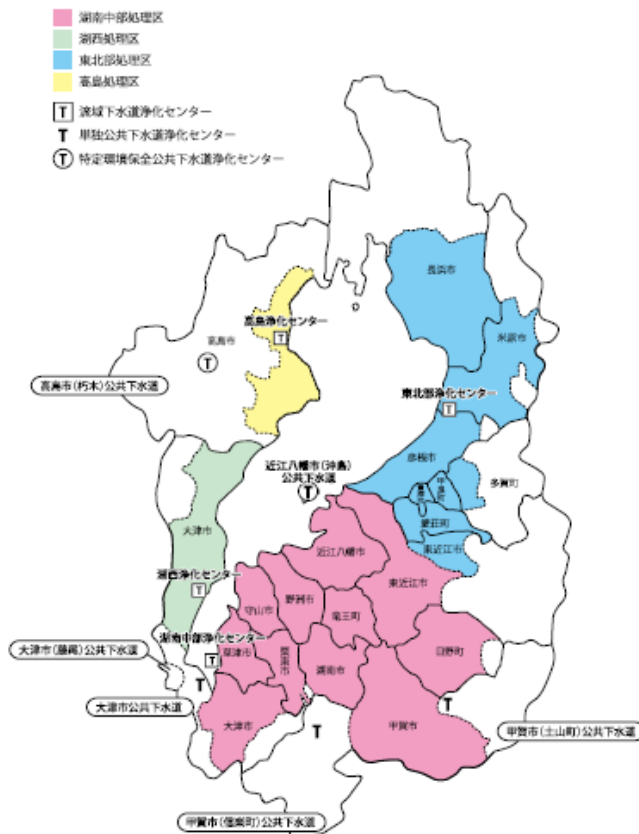 湖南中部処理区
湖西処理区
東北部処理区
高島処理区
T 流域下水道浄化センター
T 単独公共下水道浄化センター
T 特定環境保全公共下水道浄化センター
長浜市
米原市
高島浄化センター
T
高島市
T
高島市(朽木)公共下水道
東北部浄化センター
T
彦根市
多賀町
近江八幡市(沖島)
公共下水道
T
甲良町
愛荘町
東近江市
大津市
近江八幡市
東近江市
湖西浄化センター
T
守山市
野洲市
竜王町
湖南中部浄化センター
T
草津市
栗東市
湖南市
日野町
大津市(藤尾)公共下水道
T
大津市公共下水道
大津市
甲賀市
T
T
甲賀市(土山町)公共下水道
甲賀市(信楽町)公共下水道